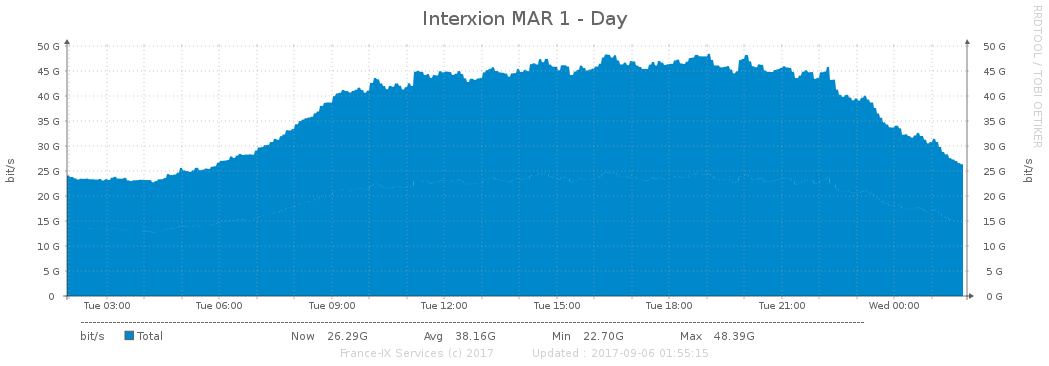 Interxion MAR 1 - Day
RRDTOOL / TOBI OETIKER
50 G 50 G
45 G 45 G
40 G 40 G
35 G 35 G
30 G 30 G
25 G 25 G
20 G 20 G
15 G 15 G
10 G 10 G
5 G 5 G
0 0 G
bit/s bit/s
Tue 03:00 Tue 06:00 Tue 09:00 Tue 12:00 Tue 15:00 Tue 18:00 Tue 21:00 Wed 00:00
bit/s Total Now 26.29G Avg 38.16G Min 22.70G Max 48.39G
France-IX Services (c) 2017 Updated : 2017-09-06 01:55:15